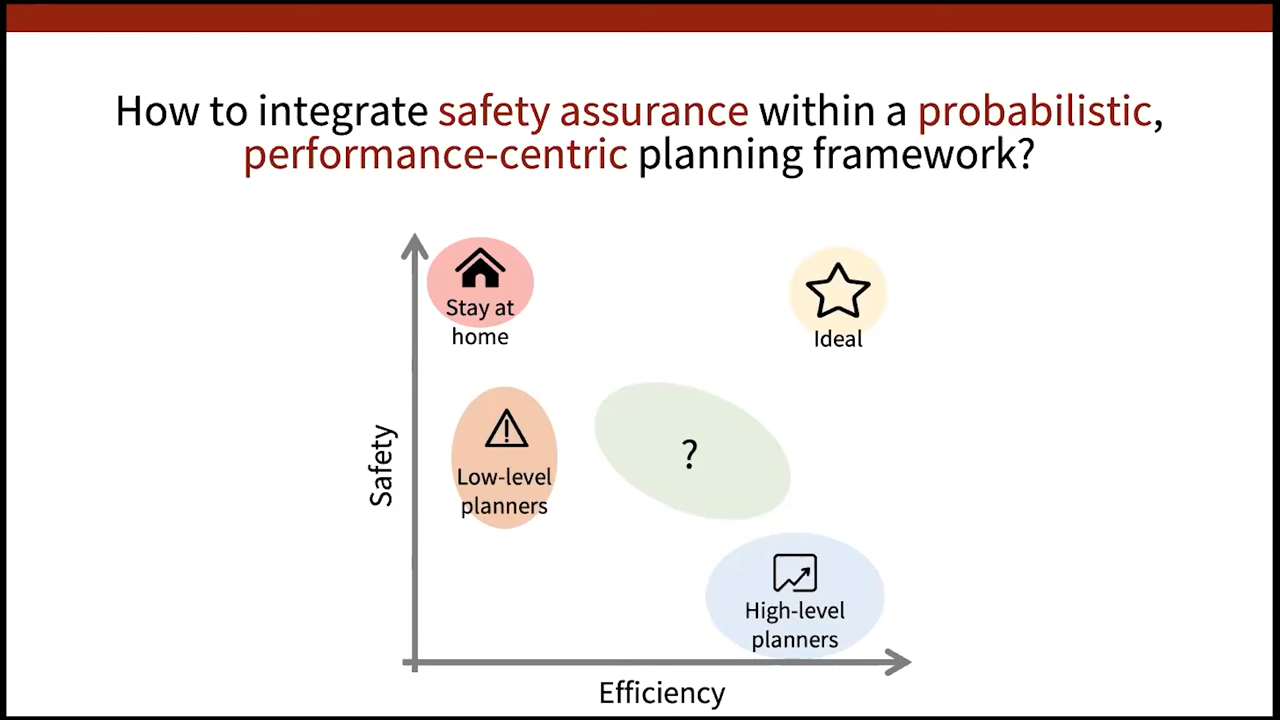 How to integrate safety assurance within a probabilistic,
performance-centric planning framework?
Stay at
home
Ideal
Safety
Low-level
planners
?
High-level
planners
Efficiency